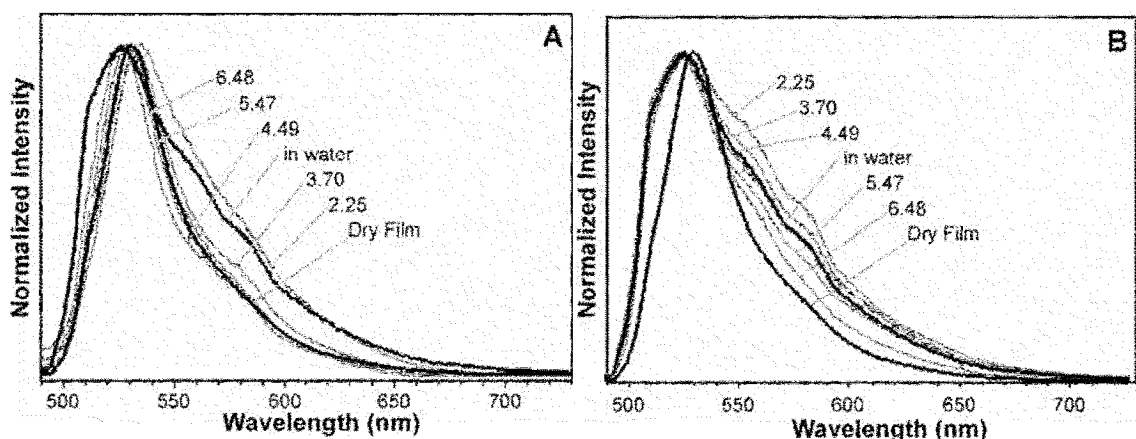 A
Normalized Intensity
6.48
5.47
4.49
in water
3.70
2.25
Dry Film
500 550 600 650 700
Wavelength (nm)
B
Normalized Intensity
2.25
3.70
4.49
in water
5.47
6.48
Dry Film
500 550 600 650 700
Wavelength (nm)